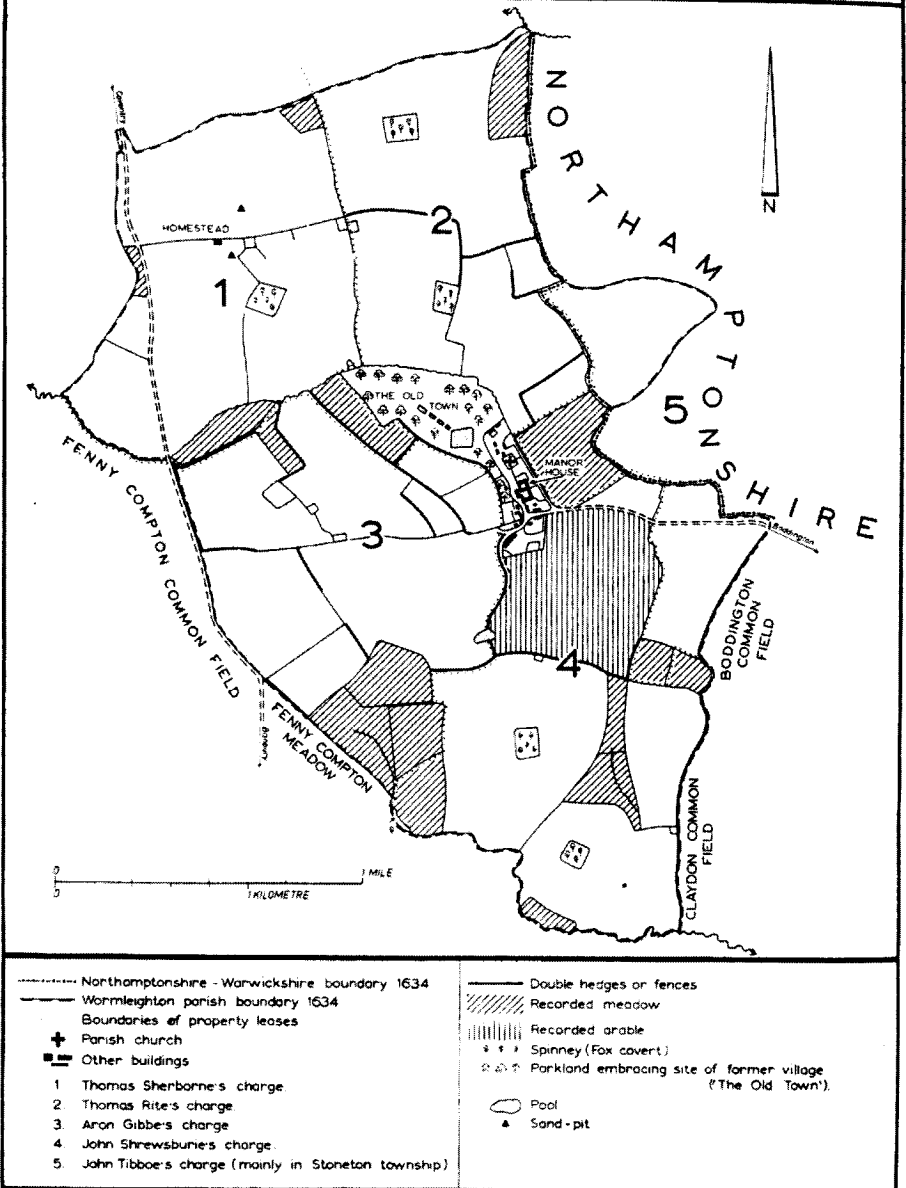 NORTHAMPTONSHIRE
Coventry
N
HOMESTEAD
2
1
THE OLD
TOWN
5
MANOR
HOUSE
FENNY COMPTON COMMON FIELD
3
Boddington
BODDINGTON
COMMON
FIELD
4
FENNY COMPTON
MEADOW
Banbury
CLAYDON COMMON
FIELD
0 1 MILE
0 1 KILOMETRE
Northamptonshire - Warwickshire boundary 1634
Wormleighton parish boundary 1634
Boundaries of property leases
Parish church
Other buildings
1 Thomas Sherborne's charge
2. Thomas Rite's charge
3. Aron Gibbe's charge
4. John Shrewsburie's charge
5. John Tibboe's charge (mainly in Stoneton township)
Double hedges or fences
Recorded meadow
Recorded arable
Spinney (Fox covert)
Parkland embracing site of former village
('The Old Town').
Pool
Sand-pit